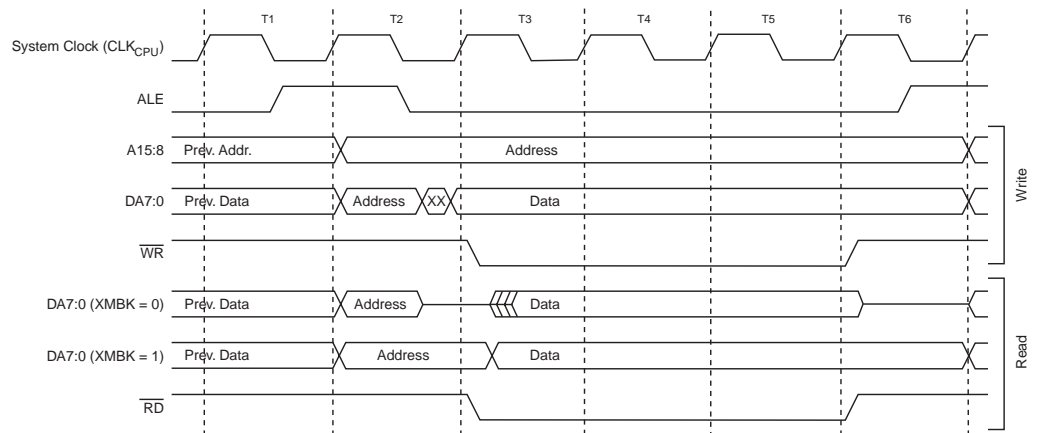 T1 T2 T3 T4 T5 T6
System Clock (CLKCPU)
ALE
A15:8 Prev. Addr. Address
DA7:0 Prev. Data Address XX Data
WR
Write
DA7:0 (XMBK = 0) Prev. Data Address Data
DA7:0 (XMBK = 1) Prev. Data Address Data
RD
Read